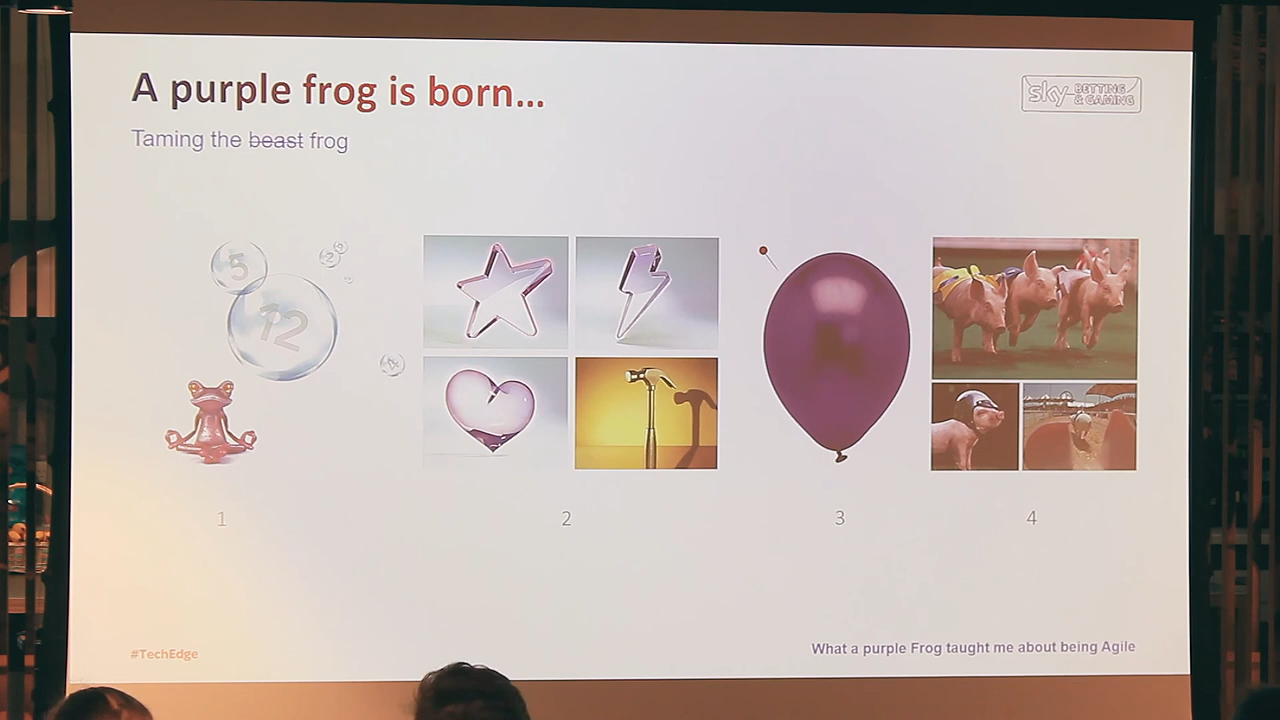 A purple frog is born...
sky BETTING
& GAMING
Taming the beast frog
5
2
12
1
2
3
4
#TechEdge
What a purple Frog taught me about being Agile